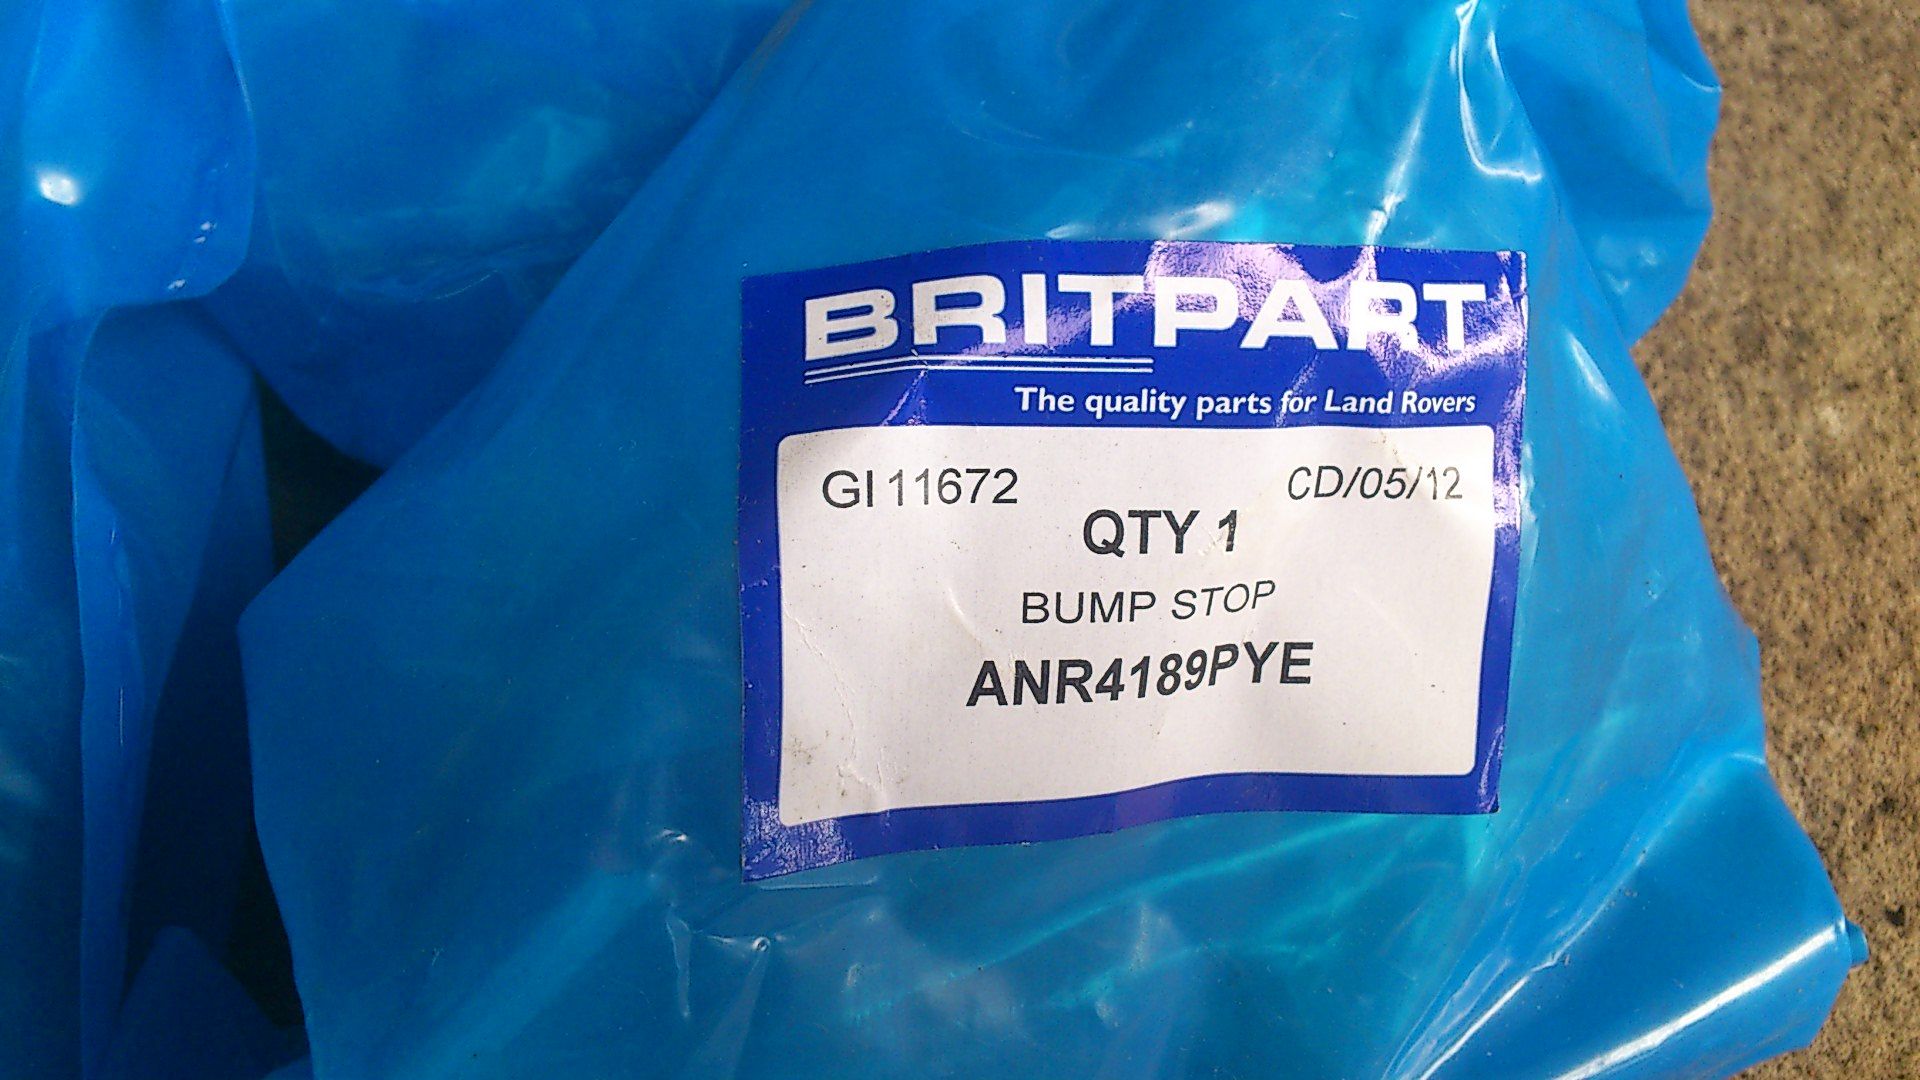 BRITPART
The quality parts for Land Rovers
GI 11672 CD/05/12
QTY 1
BUMP STOP
ANR4189PYE